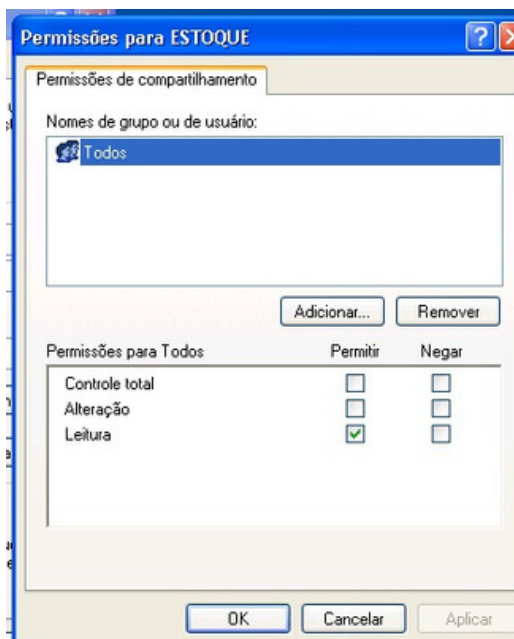 Permissões para ESTOQUE
Permissões de compartilhamento
Nomes de grupo ou de usuário:
Todos
Adicionar... Remover
Permissões para Todos Permitir Negar
Controle total
Alteração
Leitura
OK Cancelar Aplicar